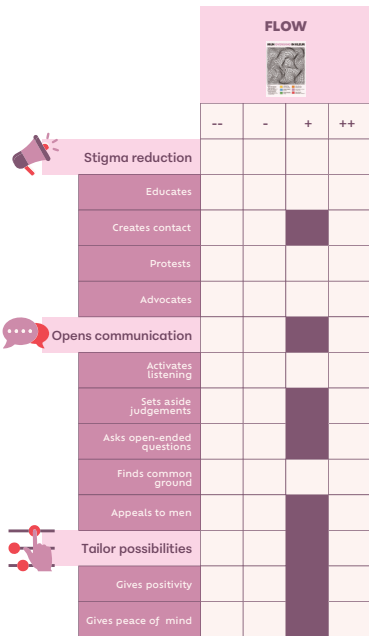 FLOW
-- - + ++
Stigma reduction
Educates
Creates contact
Protests
Advocates
Opens communication
Activates
listening
Sets aside
judgements
Asks open-ended
questions
Finds common
ground
Appeals to men
Tailor possibilities
Gives positivity
Gives peace of mind